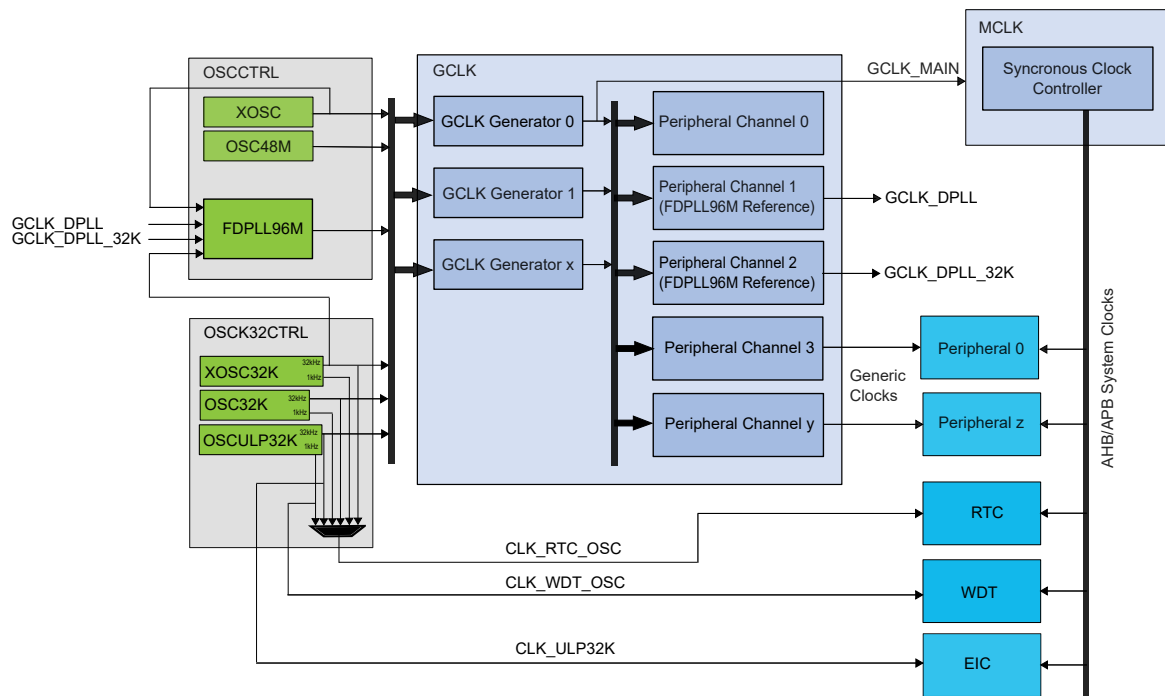 MCLK
Syncronous Clock
Controller
GCLK_MAIN
OSCCTRL
XOSC
OSC48M
FDPLL96M
GCLK_DPLL
GCLK_DPLL_32K
GCLK
GCLK Generator 0
GCLK Generator 1
GCLK Generator x
Peripheral Channel 0
Peripheral Channel 1
(FDPLL96M Reference)
GCLK_DPLL
Peripheral Channel 2
(FDPLL96M Reference)
GCLK_DPLL_32K
Peripheral Channel 3
Peripheral Channel y
Generic
Clocks
OSCK32CTRL
XOSC32K
32kHz
1kHz
OSC32K
32kHz
1kHz
OSCULP32K
32kHz
1kHz
Peripheral 0
Peripheral z
AHB/APB System Clocks
RTC
CLK_RTC_OSC
WDT
CLK_WDT_OSC
EIC
CLK_ULP32K